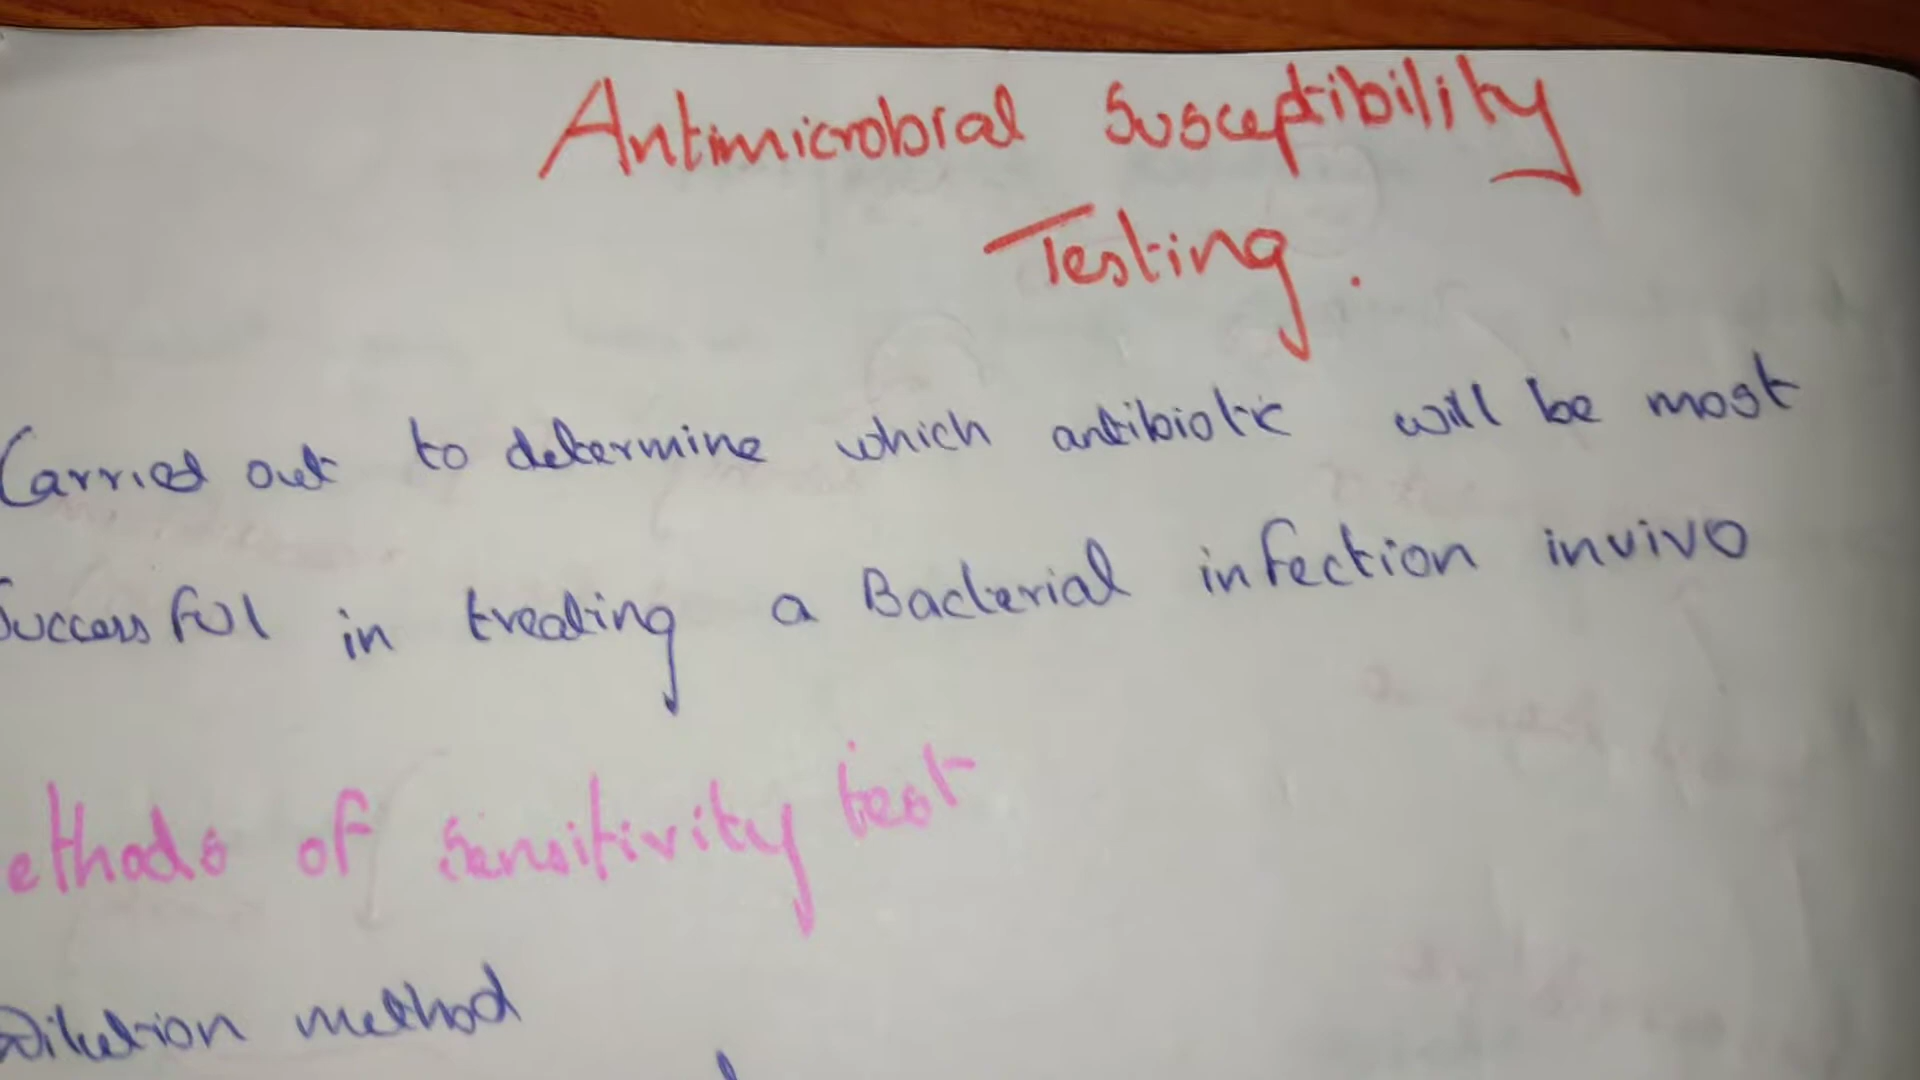 Antimicrobial Susceptibility
Testing.
Carried out to determine which antibiotic will be most
Successful in treating a Bacterial infection invivo
ethods of Sensitivity test
Dilution method